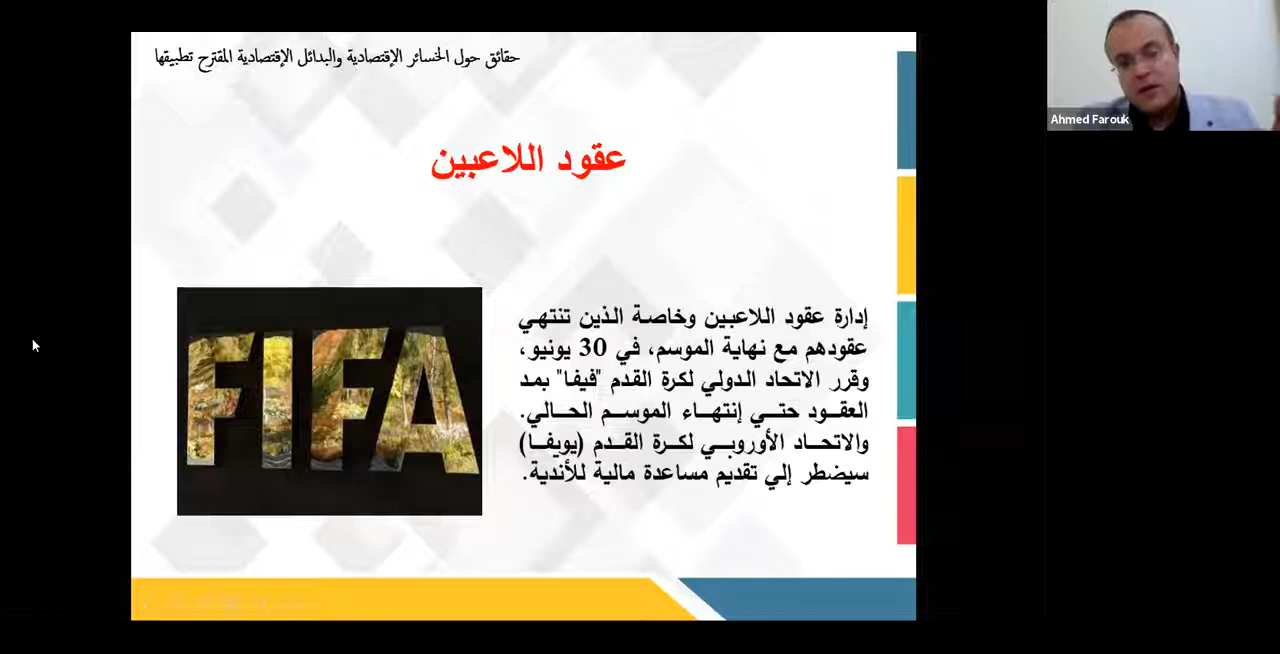 حقائق حول الخسائر الإقتصادية والبدائل الإقتصادية المقترح تطبيقها
Ahmed Farouk
عقود اللاعبين
إدارة عقود اللاعبين وخاصة الذين تنتهي
عقودهم مع نهاية الموسم، في 30 يونيو،
وقرر الاتحاد الدولي لكرة القدم "فيفا" بمد
العقود حتي إنتهاء الموسم الحالي.
والاتحاد الأوروبي لكرة القدم (يويفا)
سيضطر إلي تقديم مساعدة مالية للأندية.
FIFA